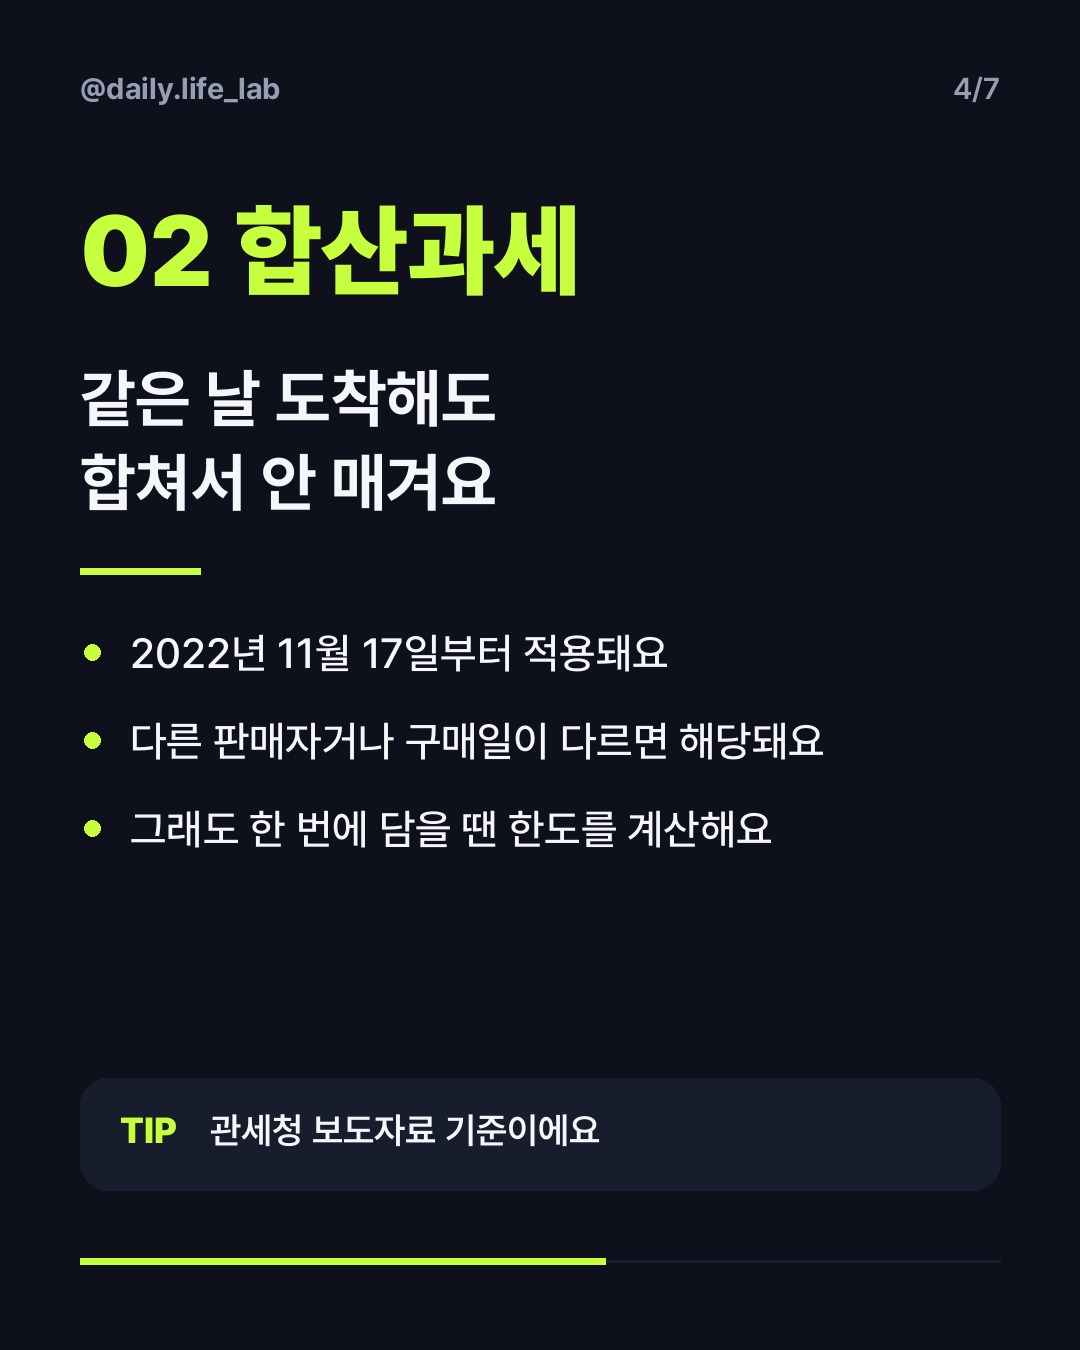 @daily.life_lab
4/7
02 합산과세
같은 날 도착해도
합쳐서 안 매겨요
2022년 11월 17일부터 적용돼요
다른 판매자거나 구매일이 다르면 해당돼요
그래도 한 번에 담을 땐 한도를 계산해요
TIP 관세청 보도자료 기준이에요